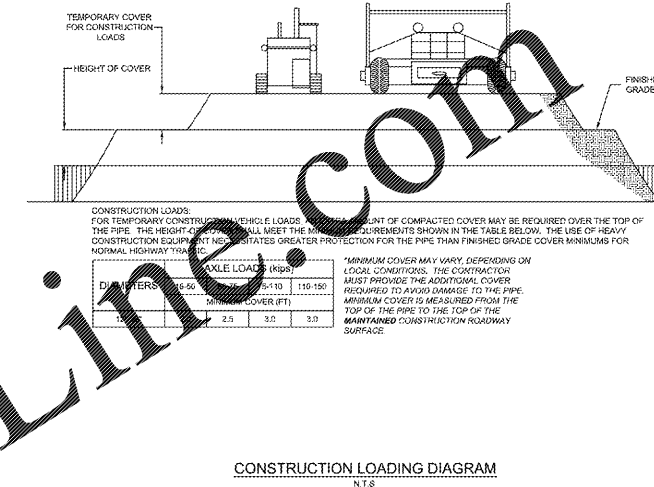 TEMPORARY COVER
FOR CONSTRUCTION
LOADS
HEIGHT OF COVER
FINISH
GRADE
Line.com
CONSTRUCTION LOADS:
FOR TEMPORARY CONSTRUCTION VEHICLE LOADS, AMOUNT OF COMPACTED COVER MAY BE REQUIRED OVER THE TOP OF
THE PIPE. THE HEIGHT-OF-COVER SHALL MEET THE MINIMUM REQUIREMENTS SHOWN IN THE TABLE BELOW. THE USE OF HEAVY
CONSTRUCTION EQUIPMENT NECESSITATES GREATER PROTECTION FOR THE PIPE THAN FINISHED GRADE COVER MINIMUMS FOR
NORMAL HIGHWAY TRAFFIC.
DIAMETERS AXLE LOADS (kips)
110-150
MINIMUM COVER (FT)
2.5 3.0 3.0
*MINIMUM COVER MAY VARY, DEPENDING ON
LOCAL CONDITIONS. THE CONTRACTOR
MUST PROVIDE THE ADDITIONAL COVER
REQUIRED TO AVOID DAMAGE TO THE PIPE.
MINIMUM COVER IS MEASURED FROM THE
TOP OF THE PIPE TO THE TOP OF THE
MAINTAINED CONSTRUCTION ROADWAY
SURFACE.
CONSTRUCTION LOADING DIAGRAM
N.T.S